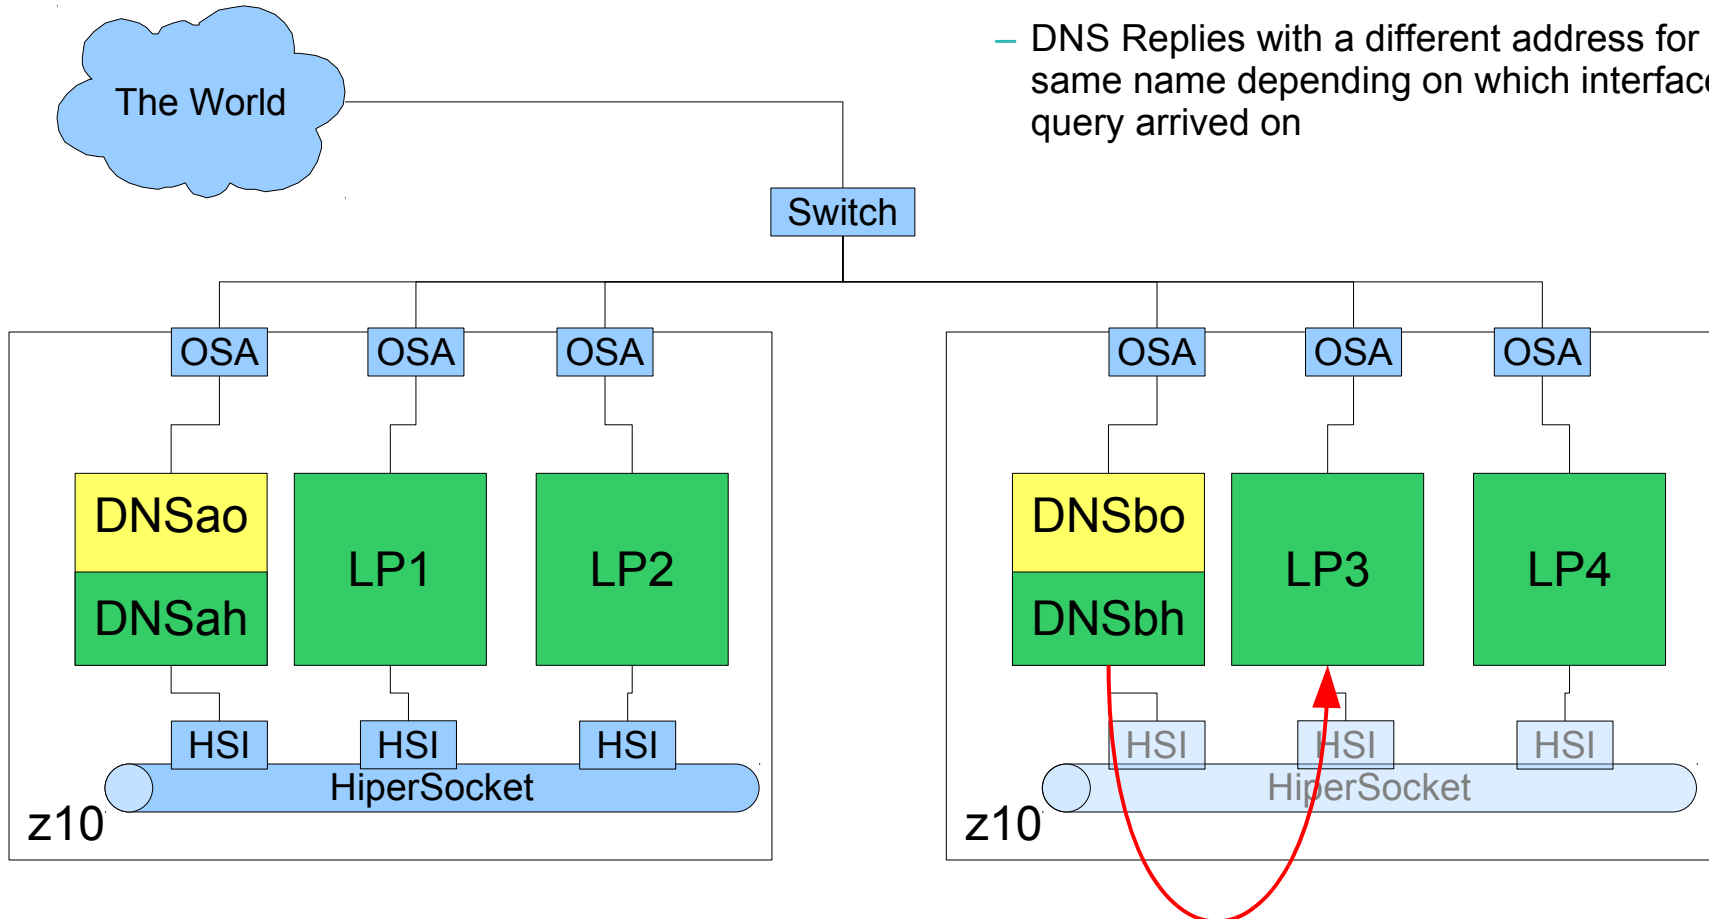 The World
– DNS Replies with a different address for
same name depending on which interface
query arrived on
Switch
OSA OSA OSA OSA OSA OSA
DNSao
DNSah
LP1
LP2
DNSbo
DNSbh
LP3
LP4
HSI HSI HSI HSI HSI HSI
HiperSocket HiperSocket
z10 z10